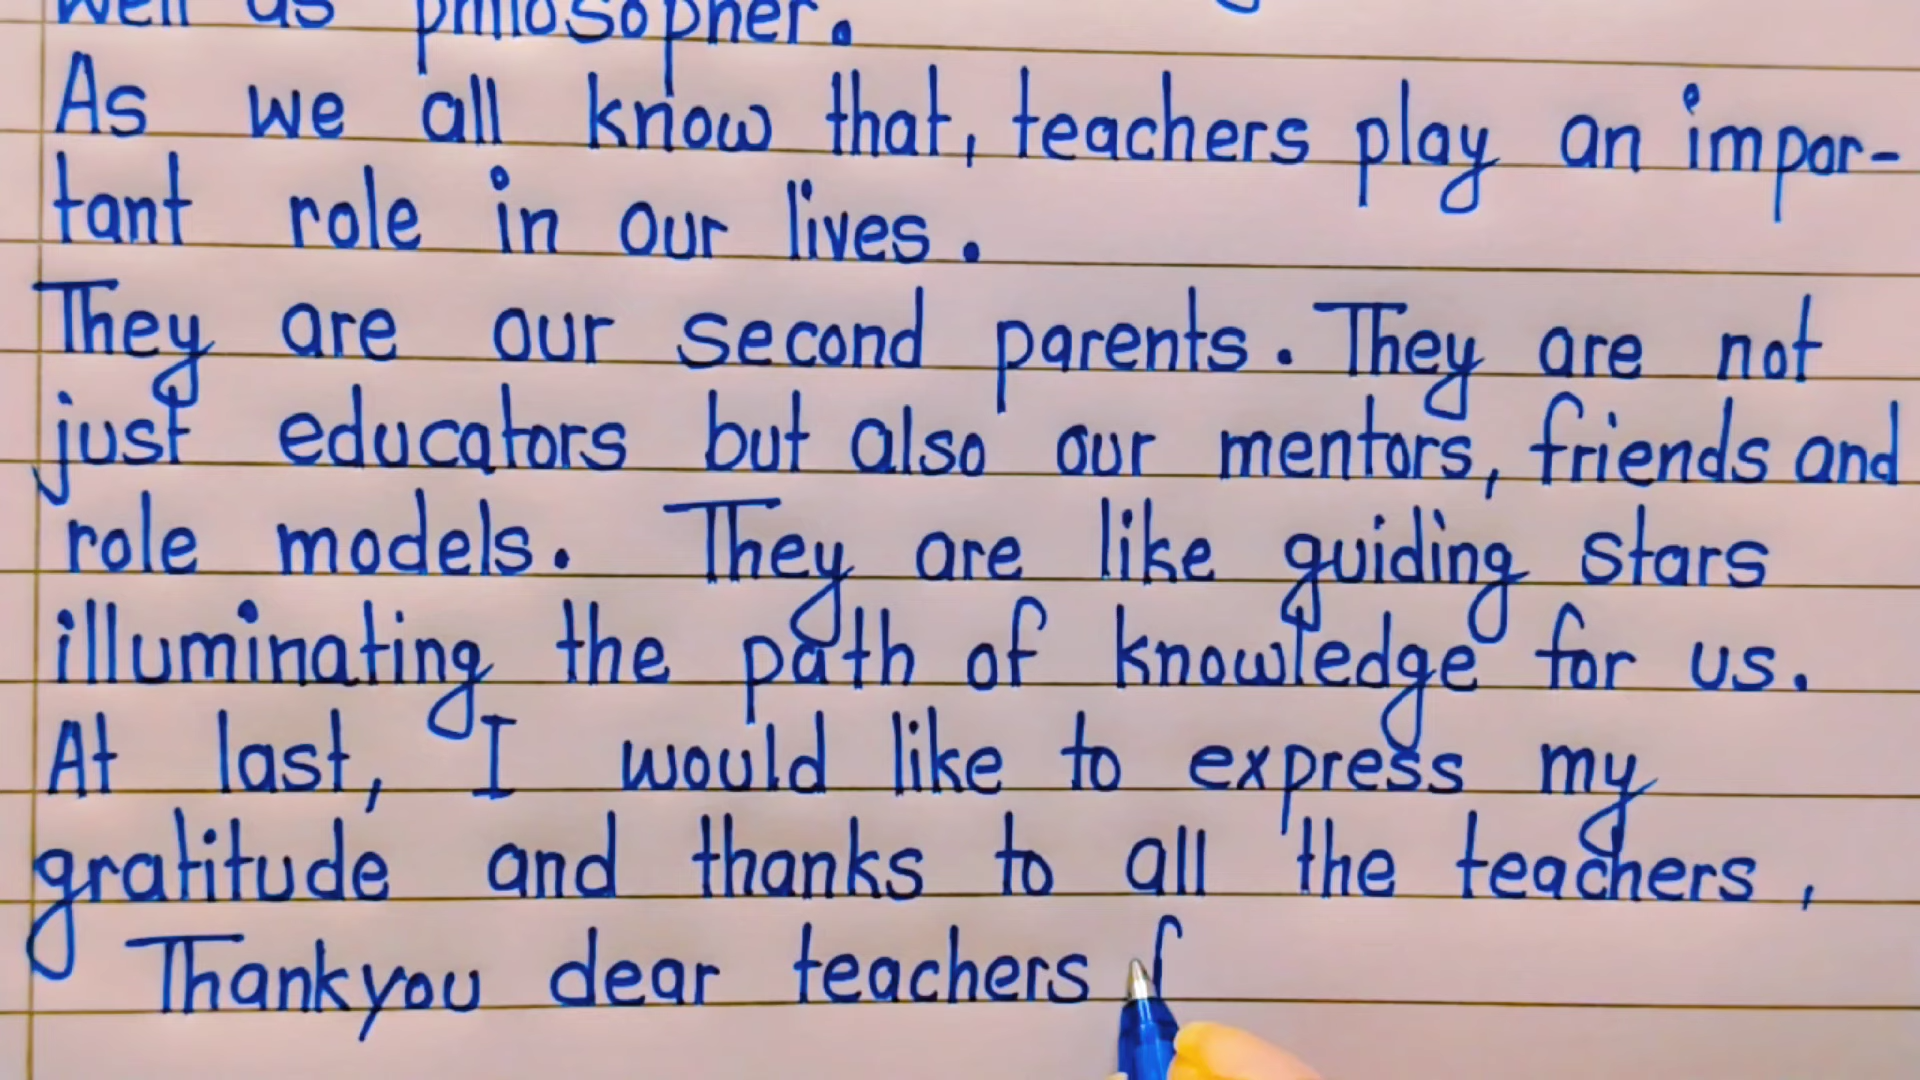 well as philosopher.
As we all know that, teachers play an impor-
tant role in our lives.
They are our second parents. They are not
just educators but also our mentors, friends and
role models. They are like guiding stars
illuminating the path of knowledge for us.
At last, I would like to express my
gratitude and thanks to all the teachers,
Thankyou dear teachers f